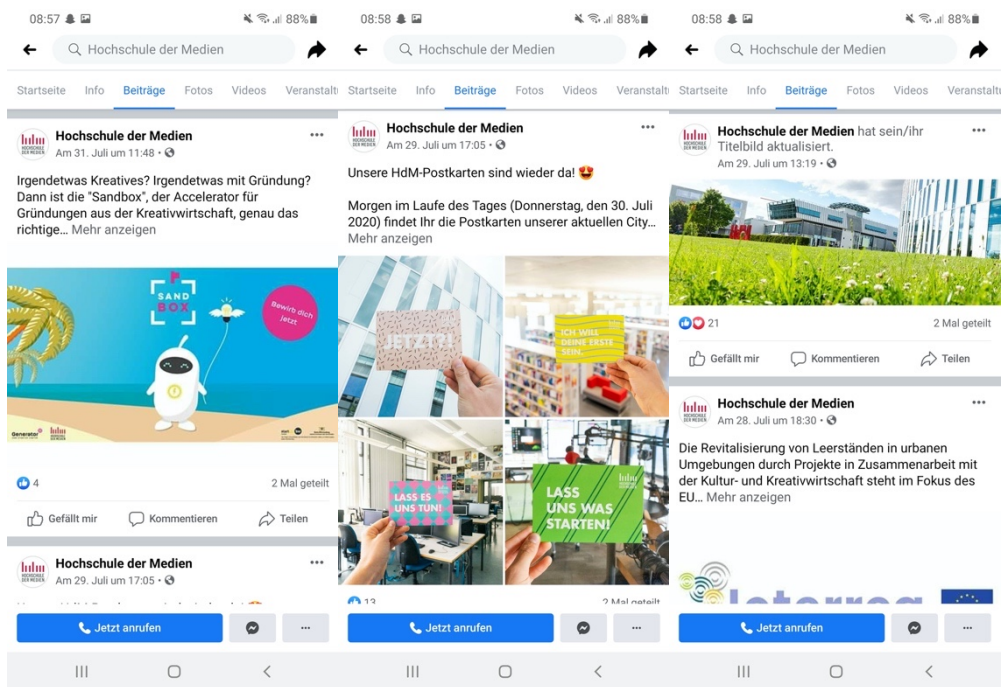 08:57
88%
Hochschule der Medien
Startseite Info Beiträge Fotos Videos Veranstalt
Hochschule der Medien
Am 31. Juli um 11:48
Irgendetwas Kreatives? Irgendetwas mit Gründung?
Dann ist die "Sandbox", der Accelerator für
Gründungen aus der Kreativwirtschaft, genau das
richtige... Mehr anzeigen
SAND
BOX
Bewirb dich
jetzt
Generator
HOCHSCHULE
DER MEDIEN
4
2 Mal geteilt
Gefällt mir Kommentieren Teilen
Hochschule der Medien
Am 29. Juli um 17:05
Jetzt anrufen
08:58
88%
Hochschule der Medien
Startseite Info Beiträge Fotos Videos Veranstalt
Hochschule der Medien
Am 29. Juli um 17:05
Unsere HdM-Postkarten sind wieder da!
Morgen im Laufe des Tages (Donnerstag, den 30. Juli
2020) findet Ihr die Postkarten unserer aktuellen City...
Mehr anzeigen
JETZT?!
ICH WILL
DEINE ERSTE
SEIN.
LASS ES
UNS TUN!
LASS
UNS WAS
STARTEN!
13
2 Mal geteilt
Jetzt anrufen
08:58
88%
Hochschule der Medien
Startseite Info Beiträge Fotos Videos Veranstalt
Hochschule der Medien hat sein/ihr
Titelbild aktualisiert.
Am 29. Juli um 13:19
21
2 Mal geteilt
Gefällt mir Kommentieren Teilen
Hochschule der Medien
Am 28. Juli um 18:30
Die Revitalisierung von Leerständen in urbanen
Umgebungen durch Projekte in Zusammenarbeit mit
der Kultur- und Kreativwirtschaft steht im Fokus des
EU... Mehr anzeigen
Interreg
Jetzt anrufen